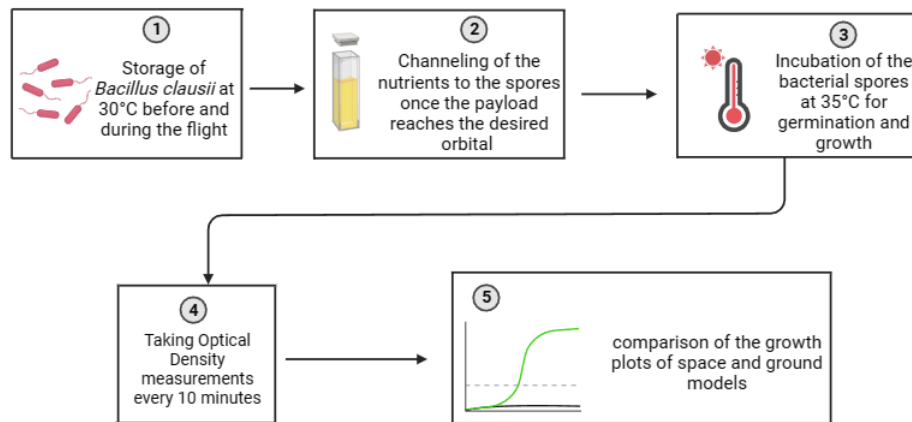 1
Storage of
Bacillus clausii at
30°C before and
during the flight
2
Channeling of the
nutrients to the spores
once the payload
reaches the desired
orbital
3
Incubation of the
bacterial spores
at 35°C for
germination and
growth
4
Taking Optical
Density
measurements
every 10 minutes
5
comparison of the growth
plots of space and ground
models